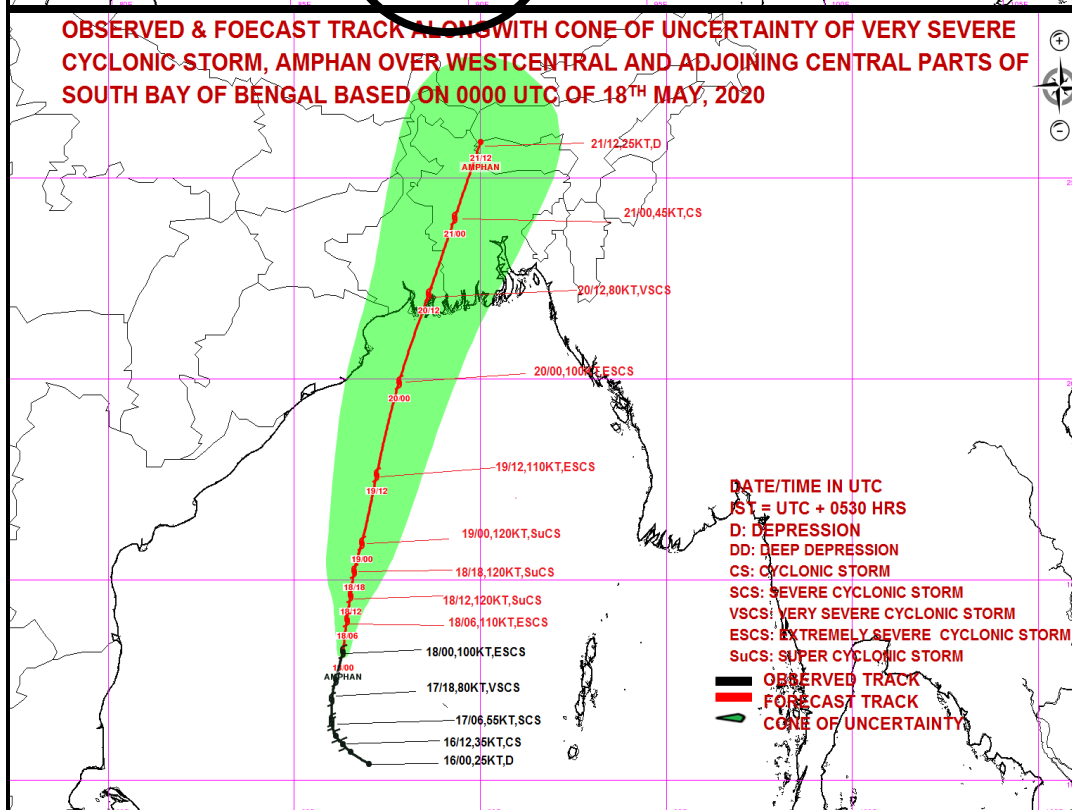 80E 85E 90E 95E 100E 105E
OBSERVED & FOECAST TRACK ALONGWITH CONE OF UNCERTAINTY OF VERY SEVERE
CYCLONIC STORM, AMPHAN OVER WESTCENTRAL AND ADJOINING CENTRAL PARTS OF
SOUTH BAY OF BENGAL BASED ON 0000 UTC OF 18TH MAY, 2020
21/12,25KT,D
21/12
AMPHAN
21/00,45KT,CS
21/00
20/12,80KT,VSCS
20/12
20/00,100KT,ESCS
20/00
19/12,110KT,ESCS
19/12
19/00,120KT,SuCS
19/00
18/18,120KT,SuCS
18/18
18/12,120KT,SuCS
18/12
18/06,110KT,ESCS
18/06
18/00,100KT,ESCS
18/00
AMPHAN
17/18,80KT,VSCS
17/06,55KT,SCS
16/12,35KT,CS
16/00,25KT,D
DATE/TIME IN UTC
IST = UTC + 0530 HRS
D: DEPRESSION
DD: DEEP DEPRESSION
CS: CYCLONIC STORM
SCS: SEVERE CYCLONIC STORM
VSCS: VERY SEVERE CYCLONIC STORM
ESCS: EXTREMELY SEVERE CYCLONIC STORM
SuCS: SUPER CYCLONIC STORM
OBSERVED TRACK
FORECAST TRACK
CONE OF UNCERTAINTY